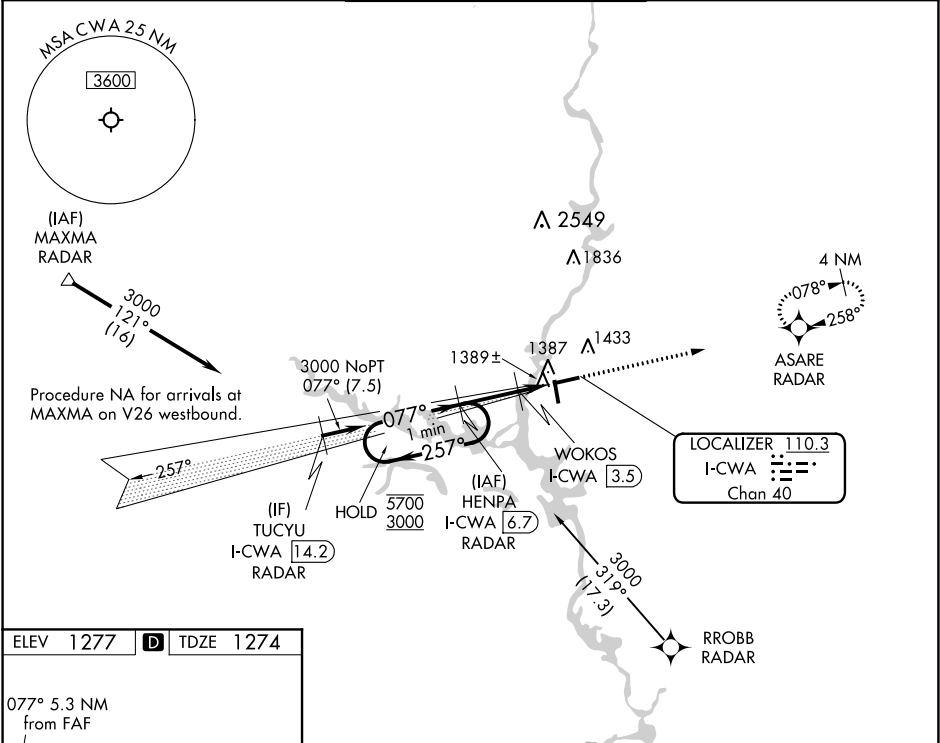 MSA CWA 25 NM
3600
(IAF)
MAXMA
RADAR
3000
121°
(16)
Procedure NA for arrivals at
MAXMA on V26 westbound.
2549
1836
1433
1387
1389±
4 NM
078°
258°
ASARE
RADAR
3000 NoPT
077° (7.5)
077°
1 min
257°
257°
(IF)
TUCYU
I-CWA 14.2
RADAR
HOLD
5700
3000
(IAF)
HENPA
I-CWA 6.7
RADAR
WOKOS
I-CWA 3.5
LOCALIZER 110.3
I-CWA
Chan 40
3000
319°
(17.3)
RROBB
RADAR
ELEV 1277 D TDZE 1274
077° 5.3 NM
from FAF